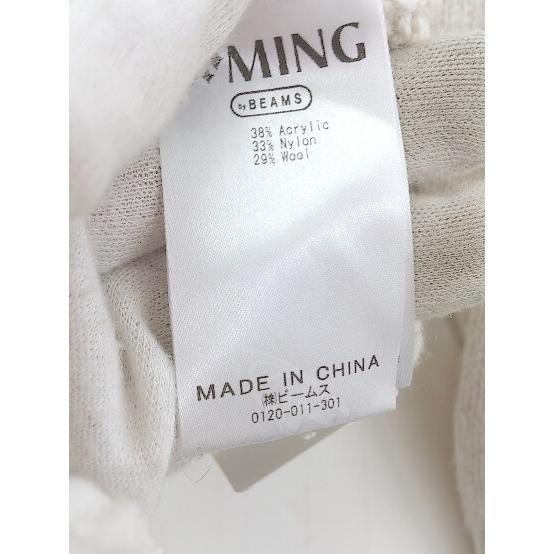 MING
by BEAMS
38% Acrylic
33% Nylon
29% Wool
MADE IN CHINA
㈱ビームス
0120-011-301